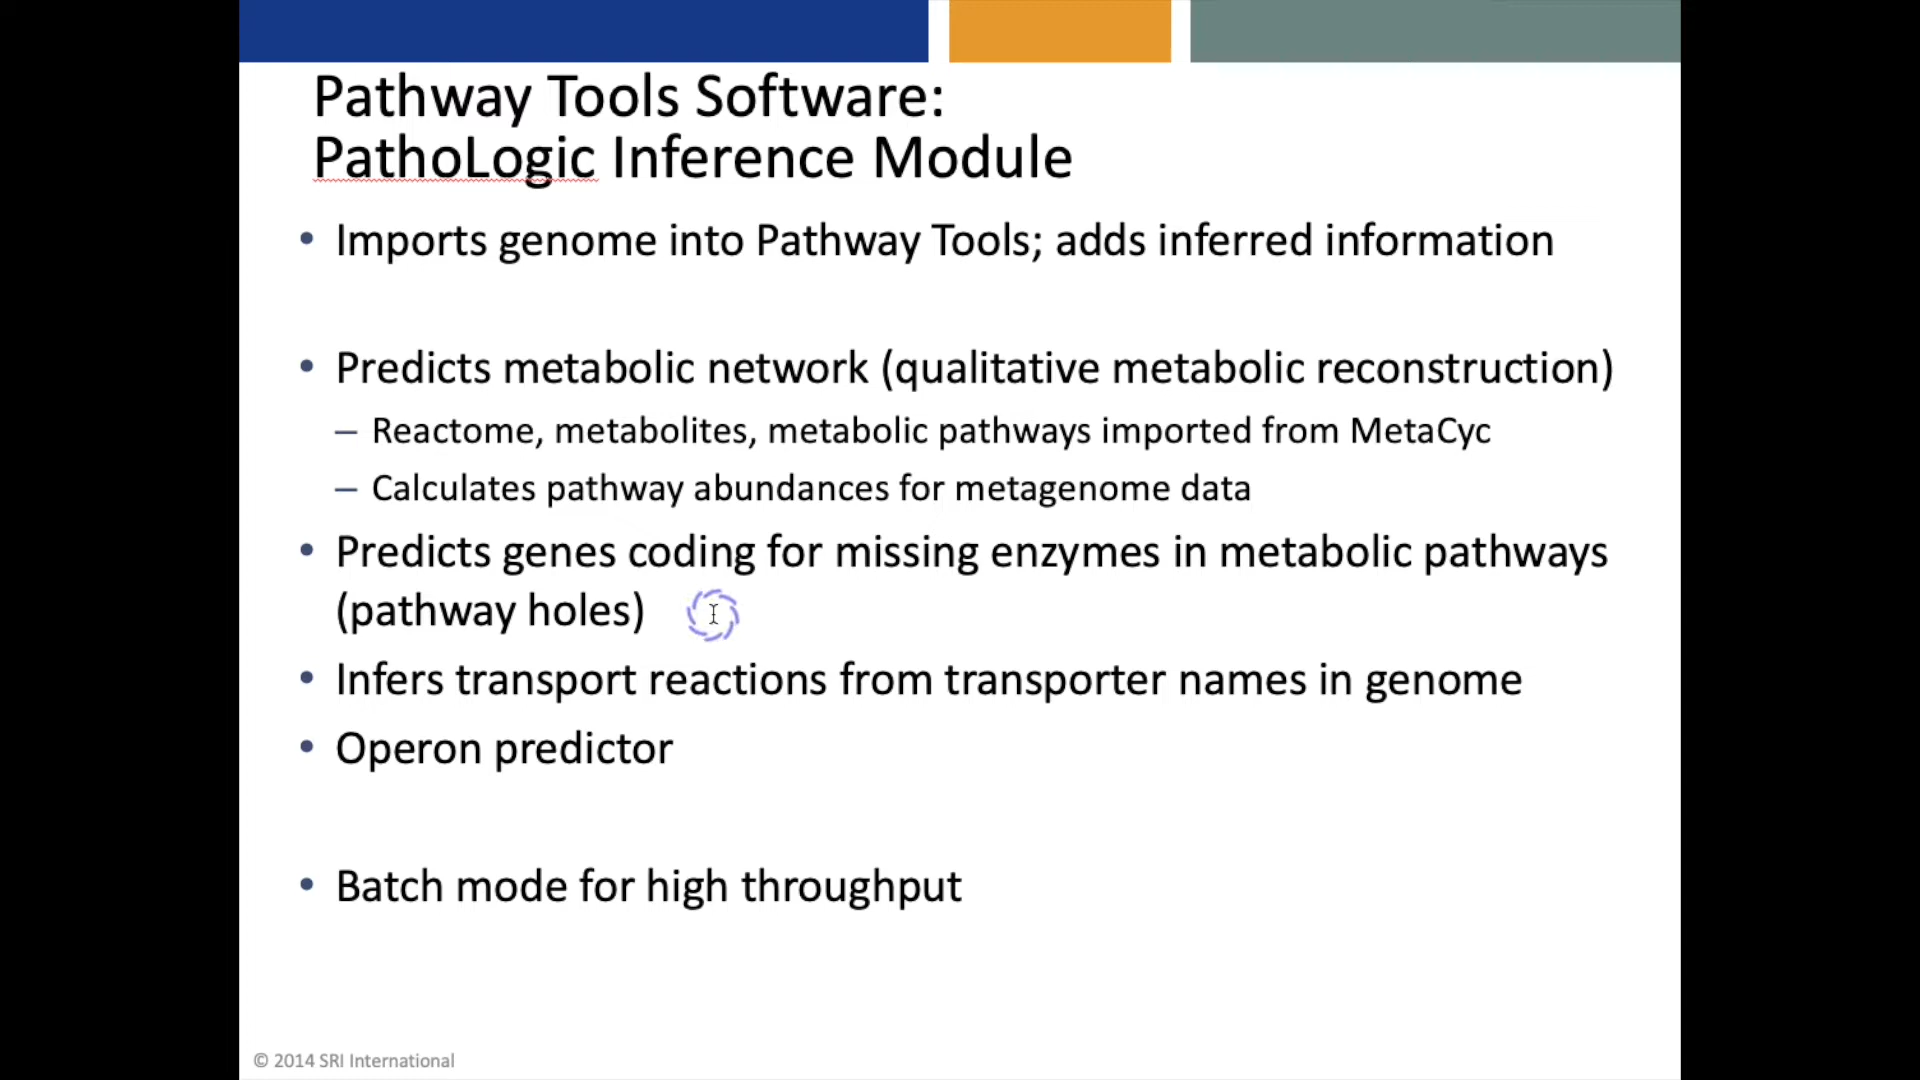 Pathway Tools Software:
PathoLogic Inference Module
• Imports genome into Pathway Tools; adds inferred information
• Predicts metabolic network (qualitative metabolic reconstruction)
– Reactome, metabolites, metabolic pathways imported from MetaCyc
– Calculates pathway abundances for metagenome data
• Predicts genes coding for missing enzymes in metabolic pathways
(pathway holes)
• Infers transport reactions from transporter names in genome
• Operon predictor
• Batch mode for high throughput
© 2014 SRI International